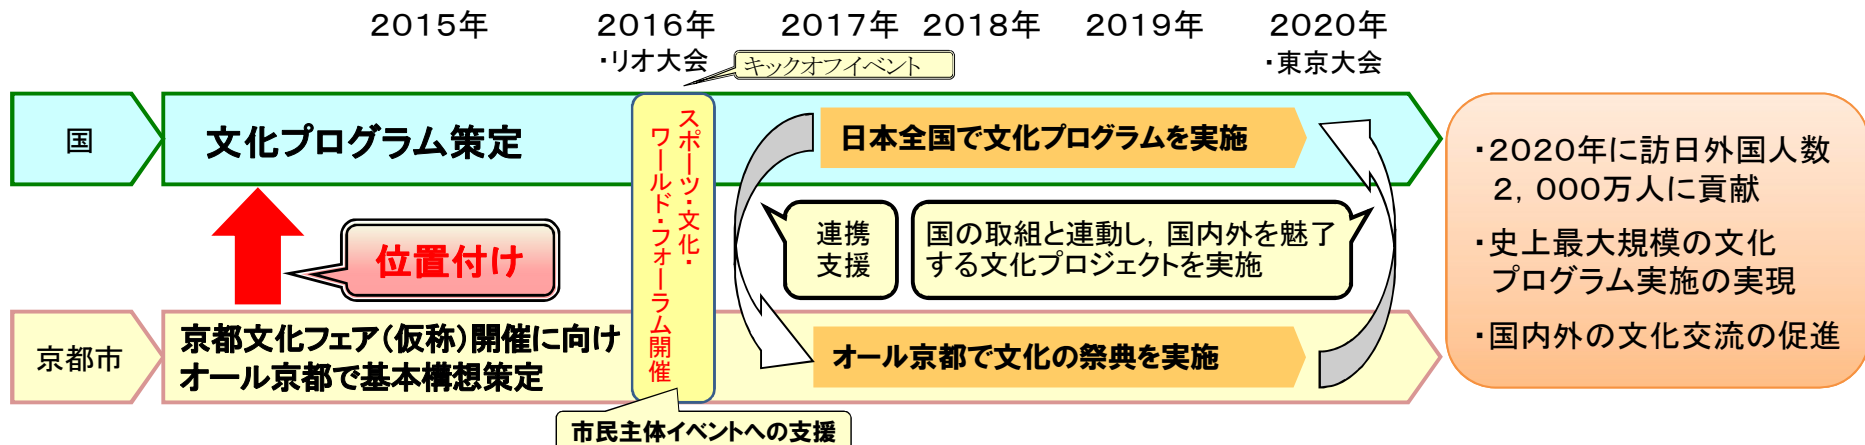 2015年
2016年
・リオ大会
2017年
2018年
2019年
2020年
・東京大会
キックオフイベント
国
文化プログラム策定
スポーツ・文化・
ワールド・フォーラム開催
日本全国で文化プログラムを実施
位置付け
連携
支援
国の取組と連動し，国内外を魅了
する文化プロジェクトを実施
京都市
京都文化フェア（仮称）開催に向け
オール京都で基本構想策定
オール京都で文化の祭典を実施
市民主体イベントへの支援
・2020年に訪日外国人数
2，000万人に貢献
・史上最大規模の文化
プログラム実施の実現
・国内外の文化交流の促進